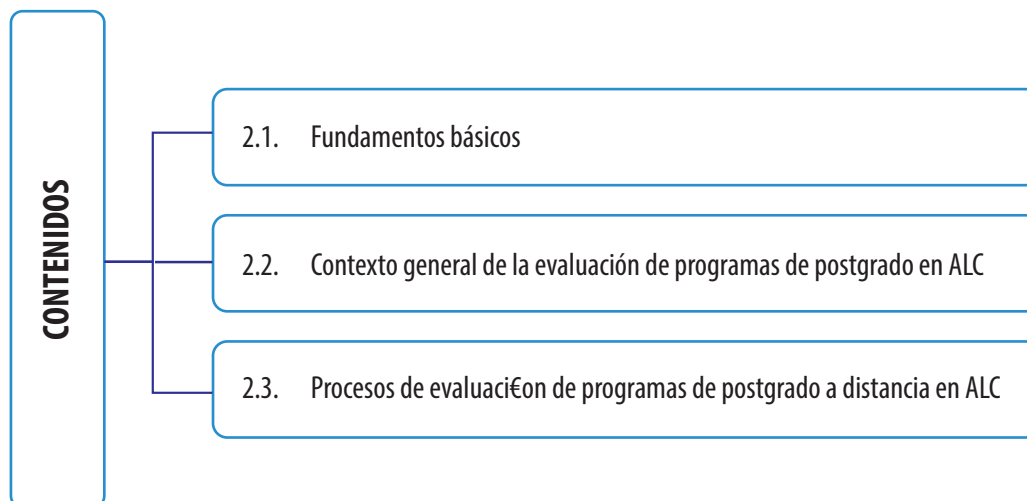 CONTENIDOS
2.1. Fundamentos básicos
2.2. Contexto general de la evaluación de programas de postgrado en ALC
2.3. Procesos de evaluaci€on de programas de postgrado a distancia en ALC